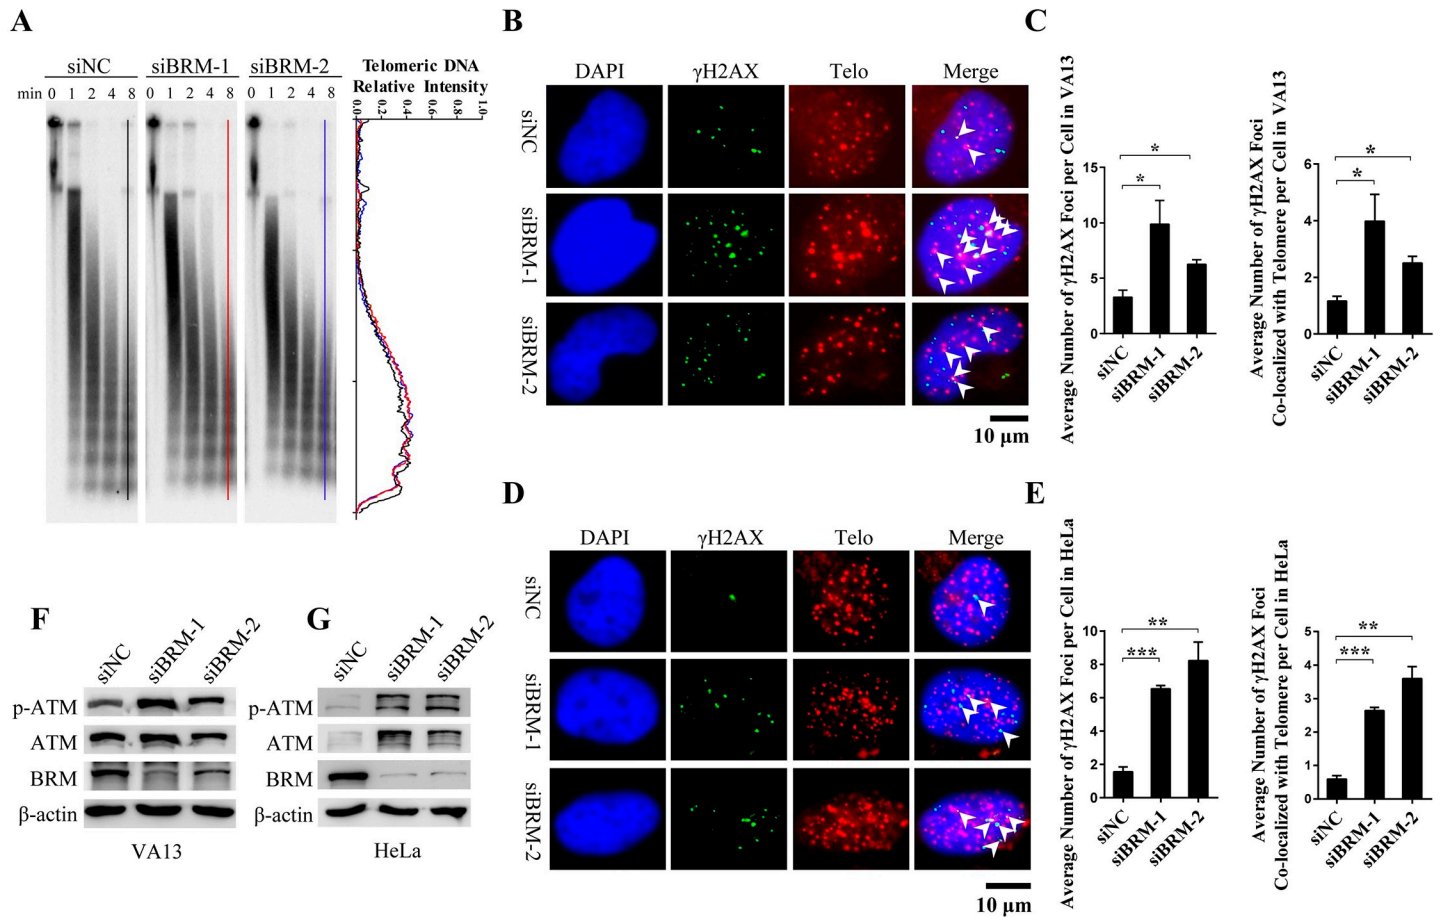 A
siNC siBRM-1 siBRM-2
min 0 1 2 4 8 0 1 2 4 8 0 1 2 4 8
Telomeric DNA
Relative Intensity
0.0 0.2 0.4 0.6 0.8 1.0
B
DAPI γH2AX Telo Merge
siNC
siBRM-1
siBRM-2
10 μm
C
Average Number of γH2AX Foci per Cell in VA13
15
10
5
0
* *
siNC siBRM-1 siBRM-2
Average Number of γH2AX Foci
Co-localized with Telomere per Cell in VA13
6
4
2
0
* *
siNC siBRM-1 siBRM-2
D
DAPI γH2AX Telo Merge
siNC
siBRM-1
siBRM-2
10 μm
E
Average Number of γH2AX Foci per Cell in HeLa
10
8
6
4
2
0
** ***
siNC siBRM-1 siBRM-2
Average Number of γH2AX Foci
Co-localized with Telomere per Cell in HeLa
5
4
3
2
1
0
** ***
siNC siBRM-1 siBRM-2
F
siNC siBRM-1 siBRM-2
p-ATM
ATM
BRM
β-actin
VA13
G
siNC siBRM-1 siBRM-2
p-ATM
ATM
BRM
β-actin
HeLa